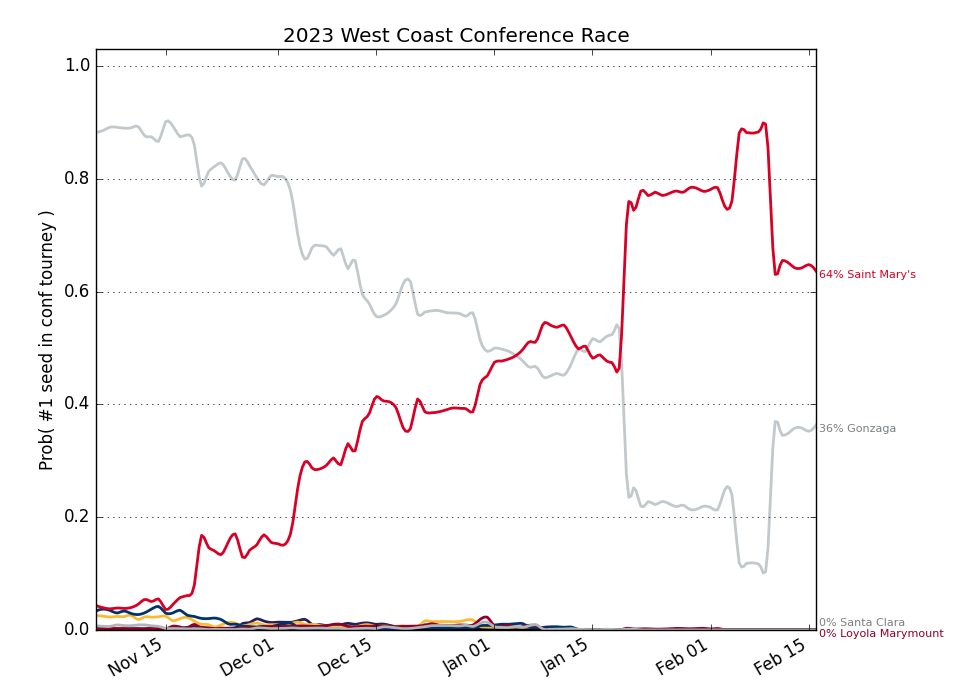 2023 West Coast Conference Race
Prob( #1 seed in conf tourney )
1.0
0.8
0.6
0.4
0.2
0.0
64% Saint Mary's
36% Gonzaga
0% Santa Clara
0% Loyola Marymount
Nov 15
Dec 01
Dec 15
Jan 01
Jan 15
Feb 01
Feb 15